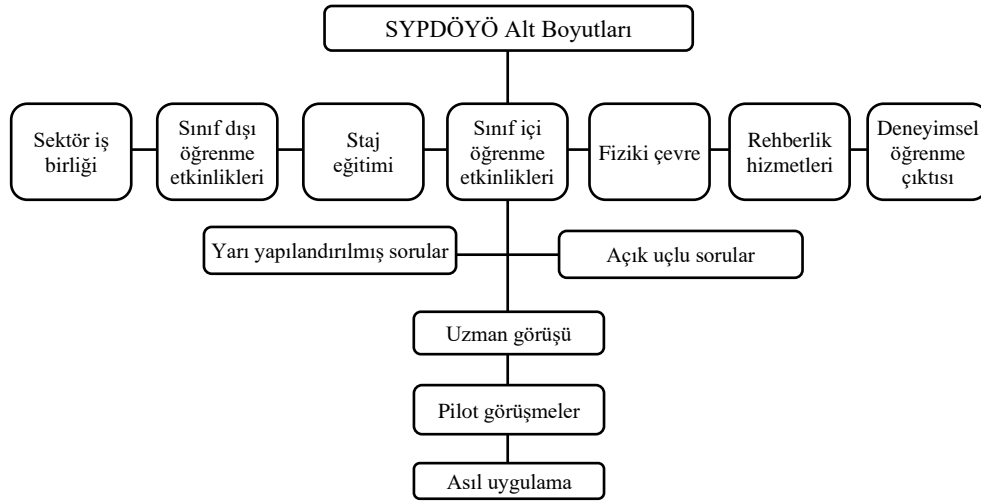 SYPDÖYÖ Alt Boyutları
Sektör iş
birliği
Sınıf dışı
öğrenme
etkinlikleri
Staj
eğitimi
Sınıf içi
öğrenme
etkinlikleri
Fiziki çevre
Rehberlik
hizmetleri
Deneyimsel
öğrenme
çıktısı
Yarı yapılandırılmış sorular
Açık uçlu sorular
Uzman görüşü
Pilot görüşmeler
Asıl uygulama